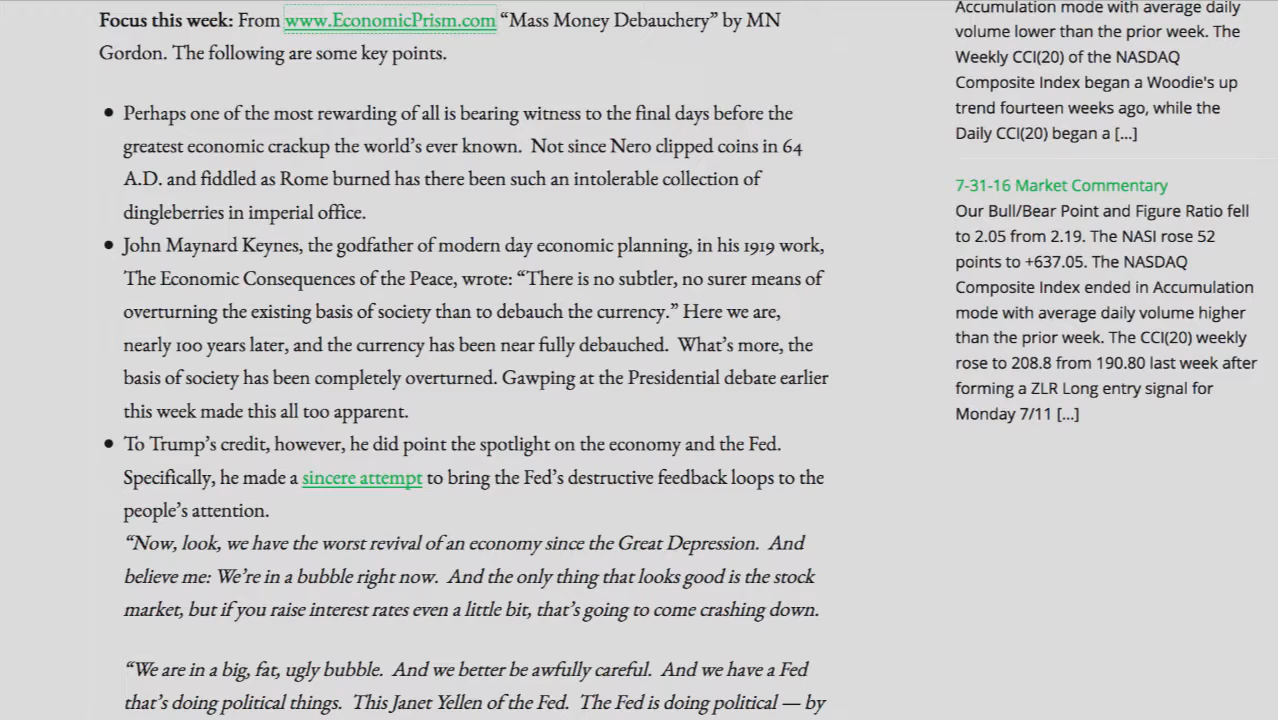 Focus this week: From www.EconomicPrism.com “Mass Money Debauchery” by MN
Gordon. The following are some key points.
Perhaps one of the most rewarding of all is bearing witness to the final days before the
greatest economic crackup the world’s ever known.  Not since Nero clipped coins in 64
A.D. and fiddled as Rome burned has there been such an intolerable collection of
dingleberries in imperial office.
John Maynard Keynes, the godfather of modern day economic planning, in his 1919 work,
The Economic Consequences of the Peace, wrote: “There is no subtler, no surer means of
overturning the existing basis of society than to debauch the currency.” Here we are,
nearly 100 years later, and the currency has been near fully debauched.  What’s more, the
basis of society has been completely overturned. Gawping at the Presidential debate earlier
this week made this all too apparent.
To Trump’s credit, however, he did point the spotlight on the economy and the Fed.
Specifically, he made a sincere attempt to bring the Fed’s destructive feedback loops to the
people’s attention.
“Now, look, we have the worst revival of an economy since the Great Depression.  And
believe me: We’re in a bubble right now.  And the only thing that looks good is the stock
market, but if you raise interest rates even a little bit, that’s going to come crashing down.
“We are in a big, fat, ugly bubble.  And we better be awfully careful.  And we have a Fed
that’s doing political things.  This Janet Yellen of the Fed.  The Fed is doing political — by
Accumulation mode with average daily
volume lower than the prior week. The
Weekly CCI(20) of the NASDAQ
Composite Index began a Woodie's up
trend fourteen weeks ago, while the
Daily CCI(20) began a [...]
7-31-16 Market Commentary
Our Bull/Bear Point and Figure Ratio fell
to 2.05 from 2.19. The NASI rose 52
points to +637.05. The NASDAQ
Composite Index ended in Accumulation
mode with average daily volume higher
than the prior week. The CCI(20) weekly
rose to 208.8 from 190.80 last week after
forming a ZLR Long entry signal for
Monday 7/11 [...]